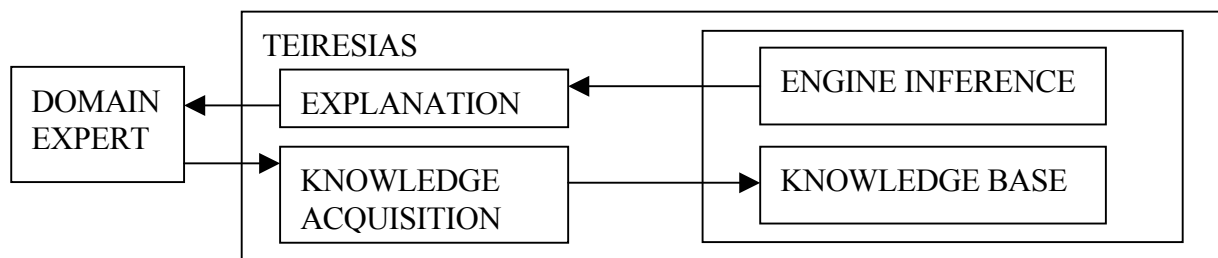 TEIRESIAS
DOMAIN
EXPERT
EXPLANATION
ENGINE INFERENCE
KNOWLEDGE
ACQUISITION
KNOWLEDGE BASE